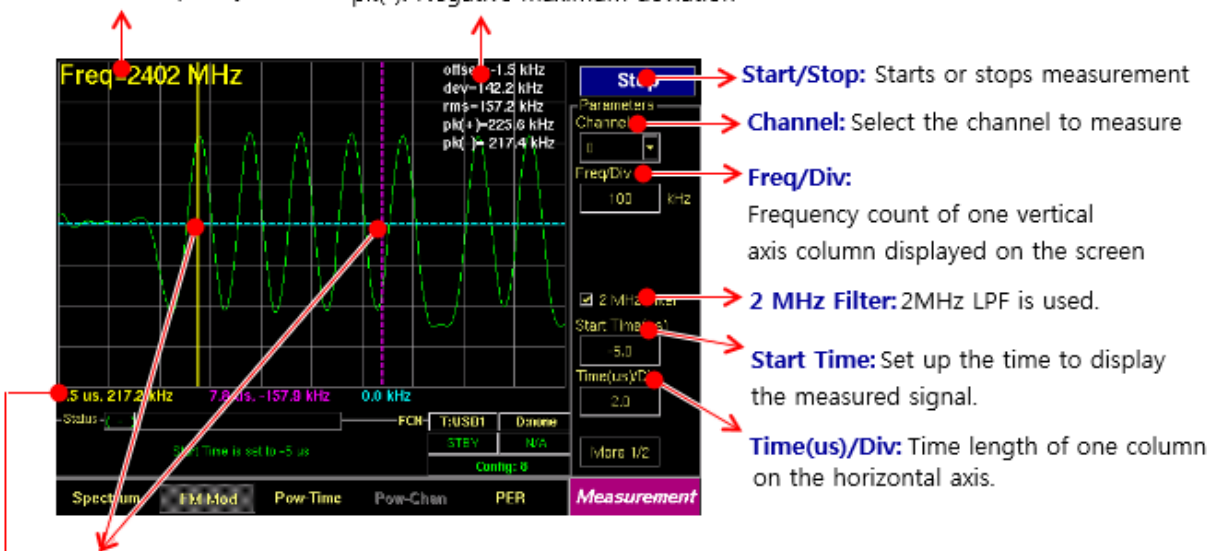 pk(-): Negative maximum deviation
Freq=2402 MHz
offset=-1.5 kHz
dev=142.2 kHz
rms=157.2 kHz
pk(+)=225.6 kHz
pk( )= 217.4 kHz
Stop
Parameters
Channel
0
Freq/Div
100 kHz
2 MHz Filter
Start Time(us)
-5.0
Time(us)/Div
2.0
More 1/2
Measurement
.5 us, 217.2 kHz
-157.9 kHz
0.0 kHz
Status
FCN
T:USD1
D:none
STBY
N/A
Start Time is set to -5 us
Config: 8
Spectrum
FM-Mod
Pow-Time
Pow-Chan
PER
Start/Stop: Starts or stops measurement
Channel: Select the channel to measure
Freq/Div:
Frequency count of one vertical
axis column displayed on the screen
2 MHz Filter: 2MHz LPF is used.
Start Time: Set up the time to display
the measured signal.
Time(us)/Div: Time length of one column
on the horizontal axis.